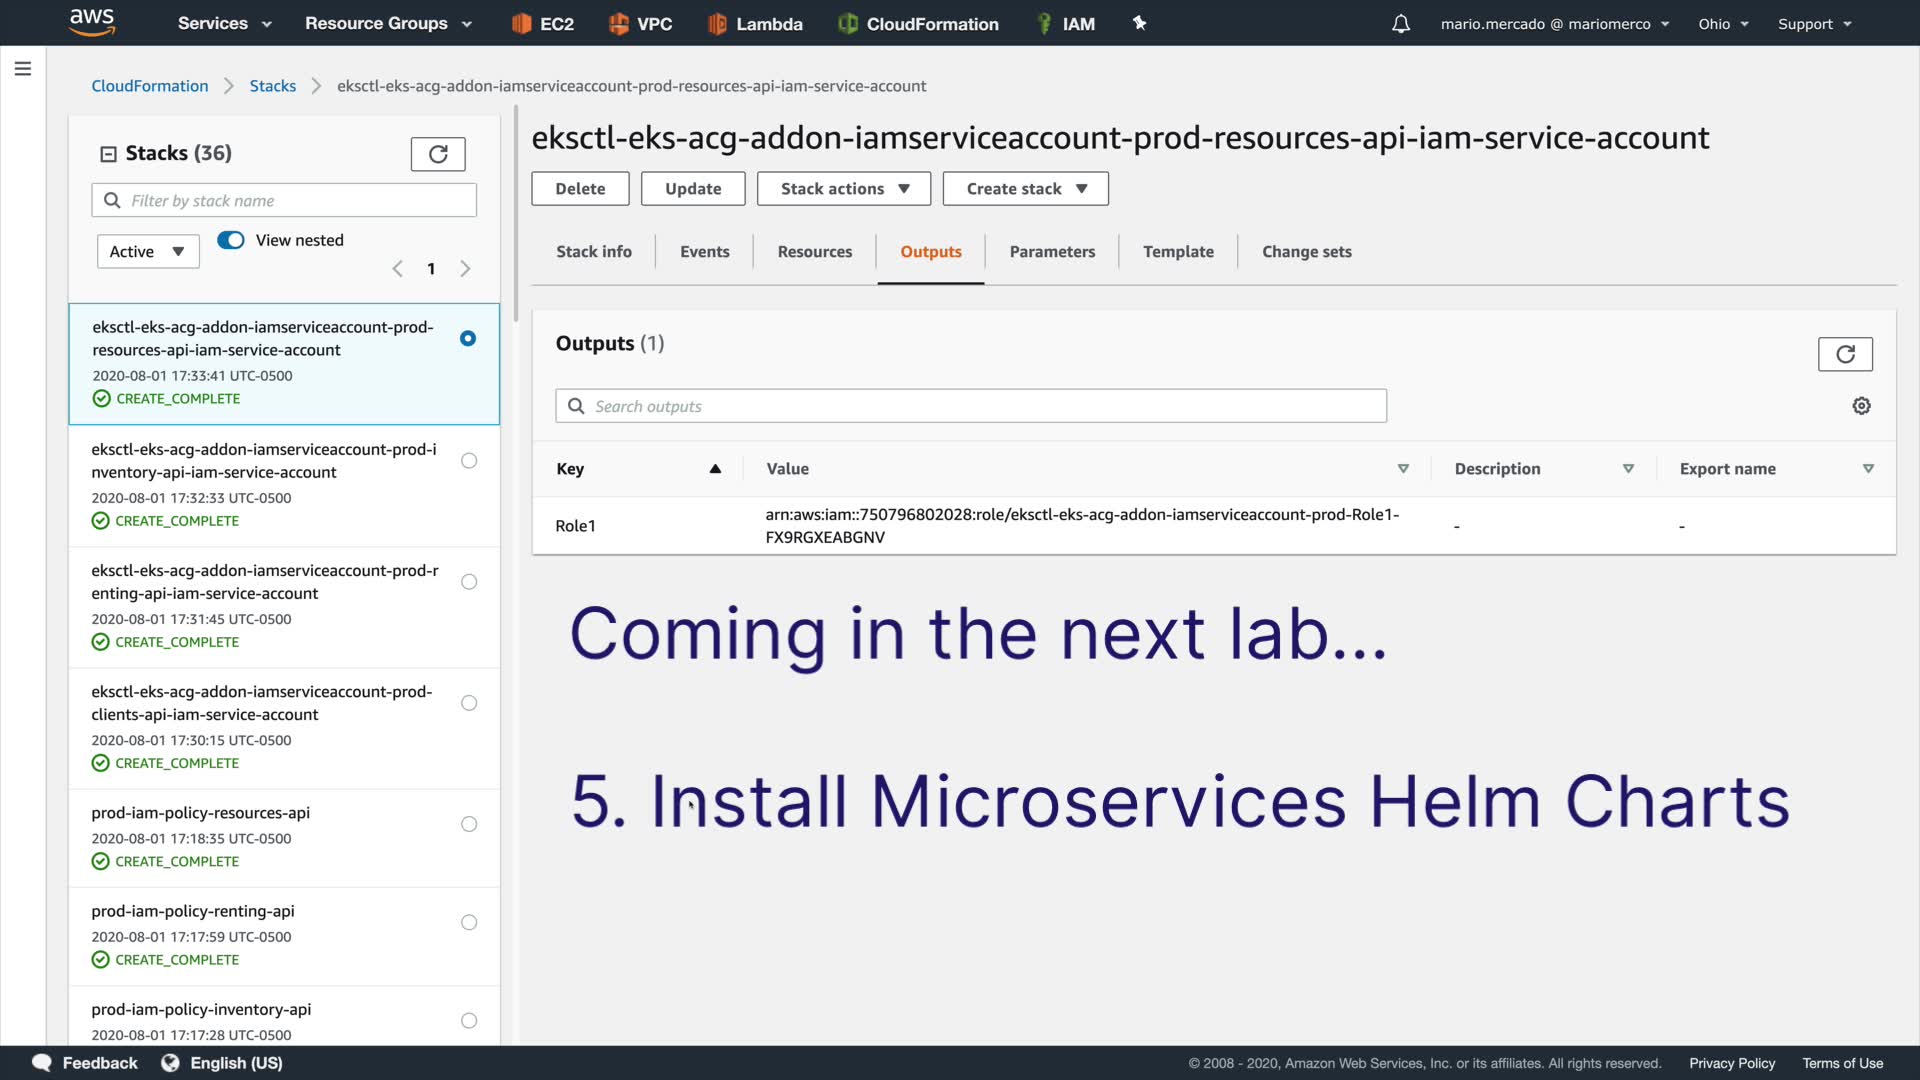 aws
Services
Resource Groups
EC2
VPC
Lambda
CloudFormation
IAM
mario.mercado @ mariomerco
Ohio
Support
CloudFormation
Stacks
eksctl-eks-acg-addon-iamserviceaccount-prod-resources-api-iam-service-account
Stacks (36)
Filter by stack name
Active
View nested
1
eksctl-eks-acg-addon-iamserviceaccount-prod-
resources-api-iam-service-account
2020-08-01 17:33:41 UTC-0500
CREATE_COMPLETE
eksctl-eks-acg-addon-iamserviceaccount-prod-i
nventory-api-iam-service-account
2020-08-01 17:32:33 UTC-0500
CREATE_COMPLETE
eksctl-eks-acg-addon-iamserviceaccount-prod-r
enting-api-iam-service-account
2020-08-01 17:31:45 UTC-0500
CREATE_COMPLETE
eksctl-eks-acg-addon-iamserviceaccount-prod-
clients-api-iam-service-account
2020-08-01 17:30:15 UTC-0500
CREATE_COMPLETE
prod-iam-policy-resources-api
2020-08-01 17:18:35 UTC-0500
CREATE_COMPLETE
prod-iam-policy-renting-api
2020-08-01 17:17:59 UTC-0500
CREATE_COMPLETE
prod-iam-policy-inventory-api
2020-08-01 17:17:28 UTC-0500
eksctl-eks-acg-addon-iamserviceaccount-prod-resources-api-iam-service-account
Delete
Update
Stack actions
Create stack
Stack info
Events
Resources
Outputs
Parameters
Template
Change sets
Outputs (1)
Search outputs
Key
Value
Description
Export name
Role1
arn:aws:iam::750796802028:role/eksctl-eks-acg-addon-iamserviceaccount-prod-Role1-
FX9RGXEABGNV
-
-
Coming in the next lab...
5. Install Microservices Helm Charts
Feedback
English (US)
© 2008 - 2020, Amazon Web Services, Inc. or its affiliates. All rights reserved.
Privacy Policy
Terms of Use